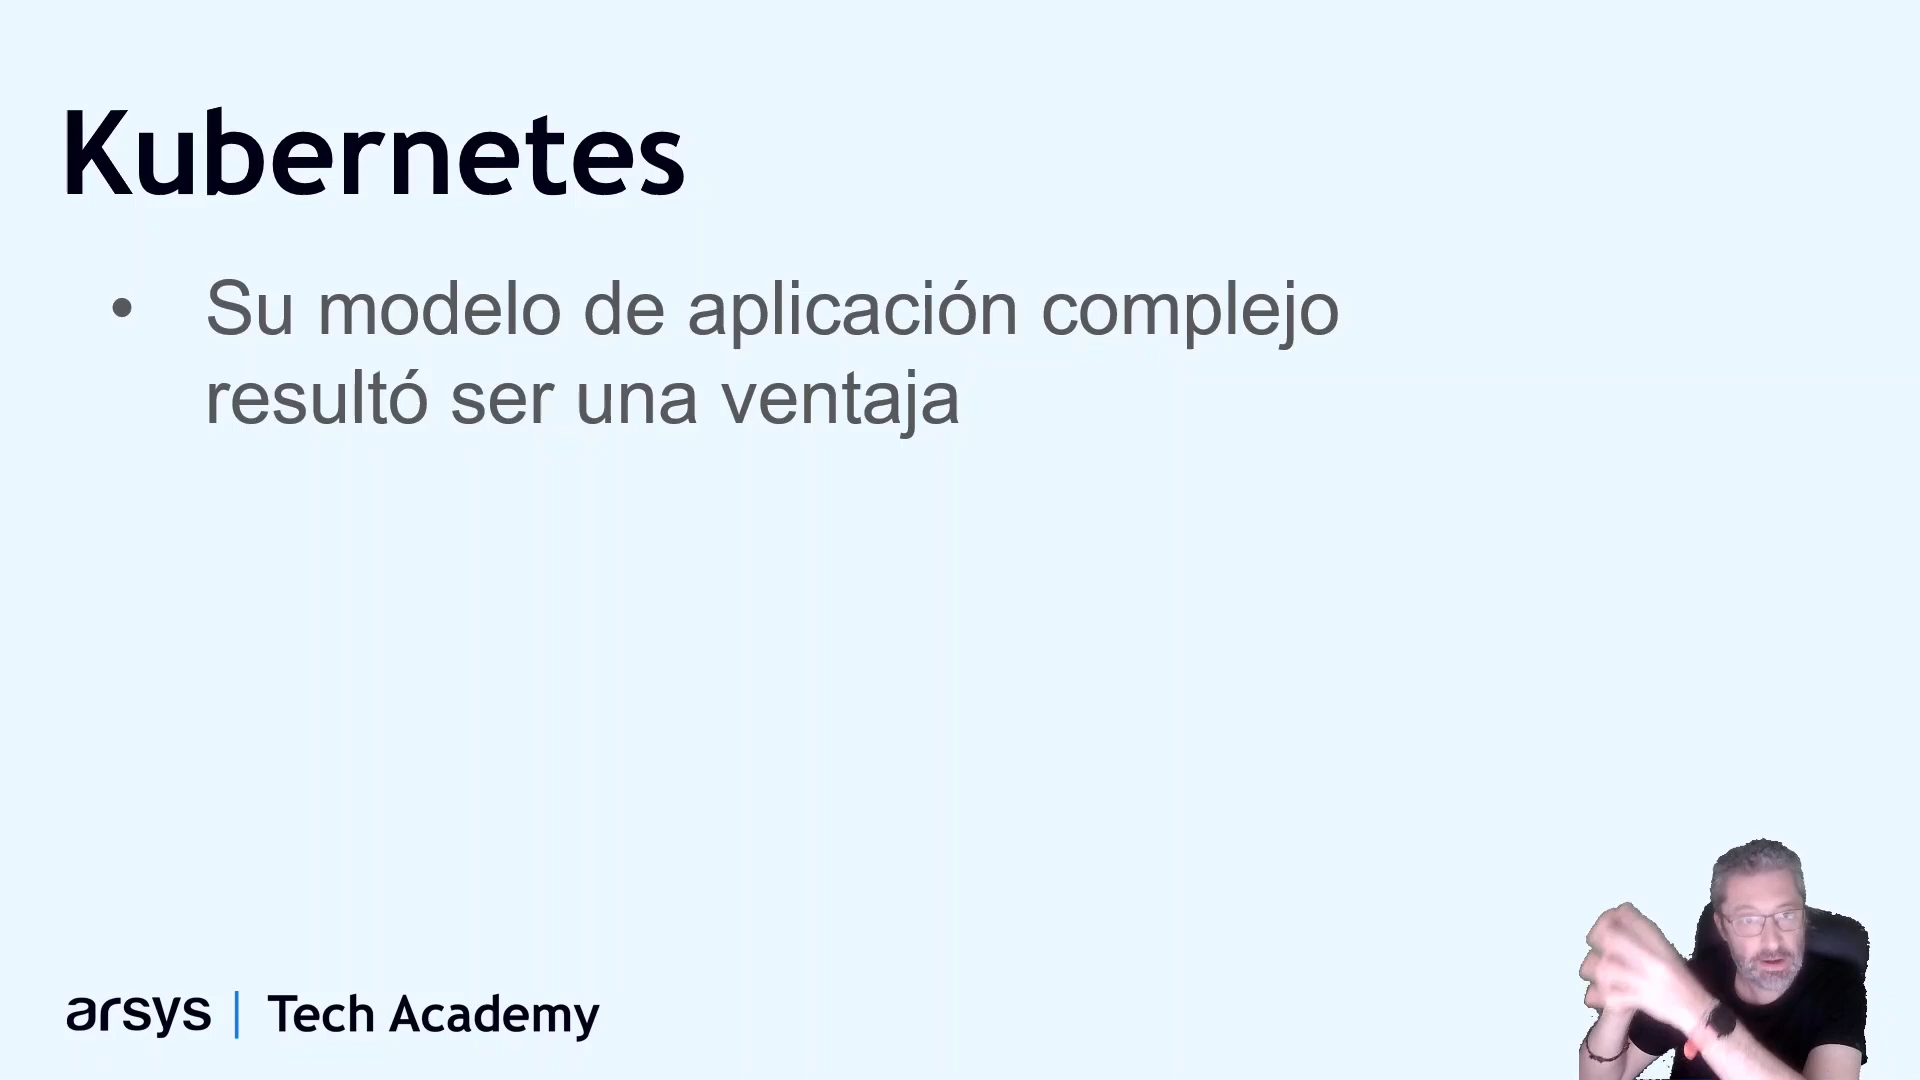 Kubernetes
• Su modelo de aplicación complejo
resultó ser una ventaja
arsys | Tech Academy